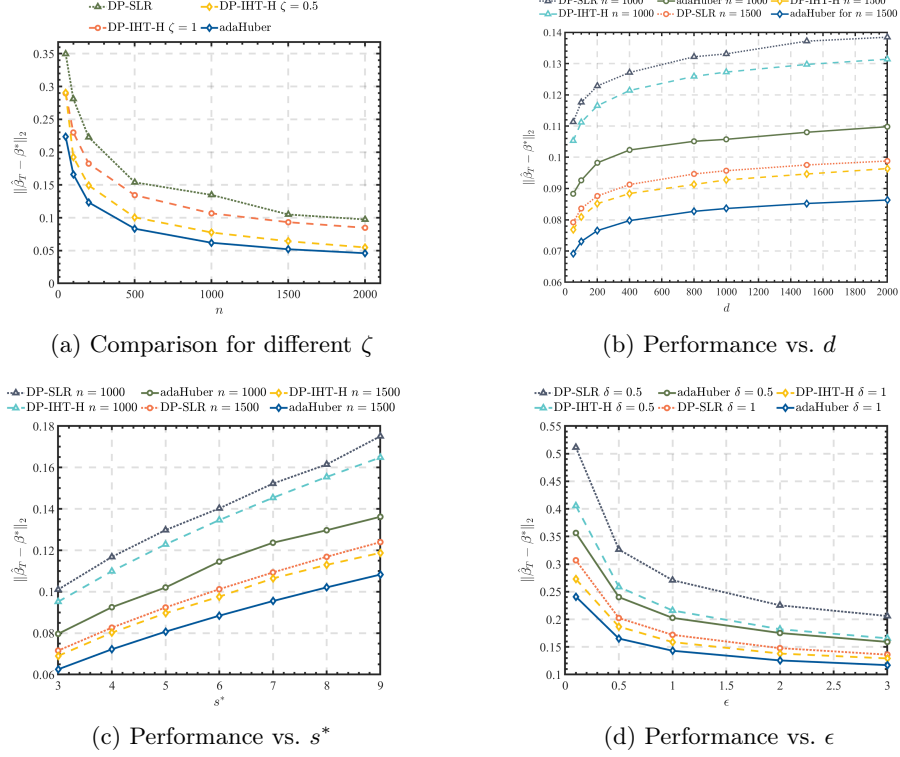 DP-SLR DP-IHT-H ζ = 0.5
DP-IHT-H ζ = 1 adaHuber
0.35
0.3
0.25
0.2
0.15
0.1
0.05
0
0 500 1000 1500 2000
‖β̂_T − β*‖₂
n
(a) Comparison for different ζ
DP-SLR n = 1000 adaHuber n = 1000 DP-IHT-H n = 1500
DP-IHT-H n = 1000 DP-SLR n = 1500 adaHuber for n = 1500
0.14
0.13
0.12
0.11
0.1
0.09
0.08
0.07
0.06
0 200 400 600 800 1000 1200 1400 1600 1800 2000
‖β̂_T − β*‖₂
d
(b) Performance vs. d
DP-SLR n = 1000 adaHuber n = 1000 DP-IHT-H n = 1500
DP-IHT-H n = 1000 DP-SLR n = 1500 adaHuber n = 1500
0.18
0.16
0.14
0.12
0.1
0.08
0.06
3 4 5 6 7 8 9
‖β̂_T − β*‖₂
s*
(c) Performance vs. s*
DP-SLR δ = 0.5 adaHuber δ = 0.5 DP-IHT-H δ = 1
DP-IHT-H δ = 0.5 DP-SLR δ = 1 adaHuber δ = 1
0.55
0.5
0.45
0.4
0.35
0.3
0.25
0.2
0.15
0.1
0 0.5 1 1.5 2 2.5 3
‖β̂_T − β*‖₂
ϵ
(d) Performance vs. ϵ